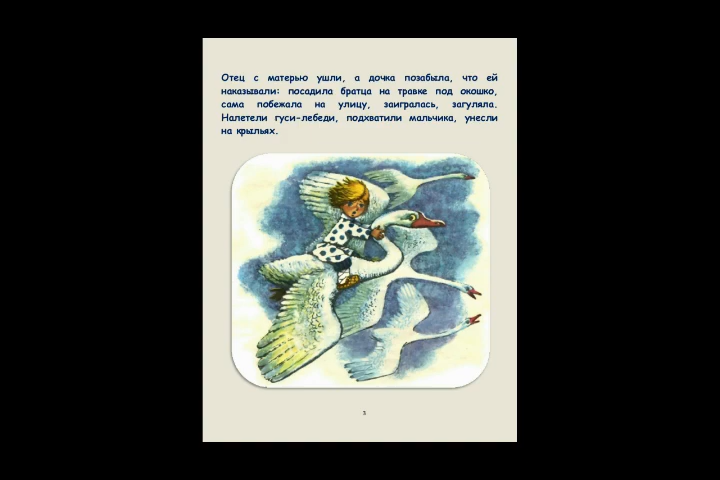 Отец с матерью ушли, а дочка позабыла, что ей
наказывали: посадила братца на травке под окошко,
сама побежала на улицу, заигралась, загуляла.
Налетели гуси-лебеди, подхватили мальчика, унесли
на крыльях.
3